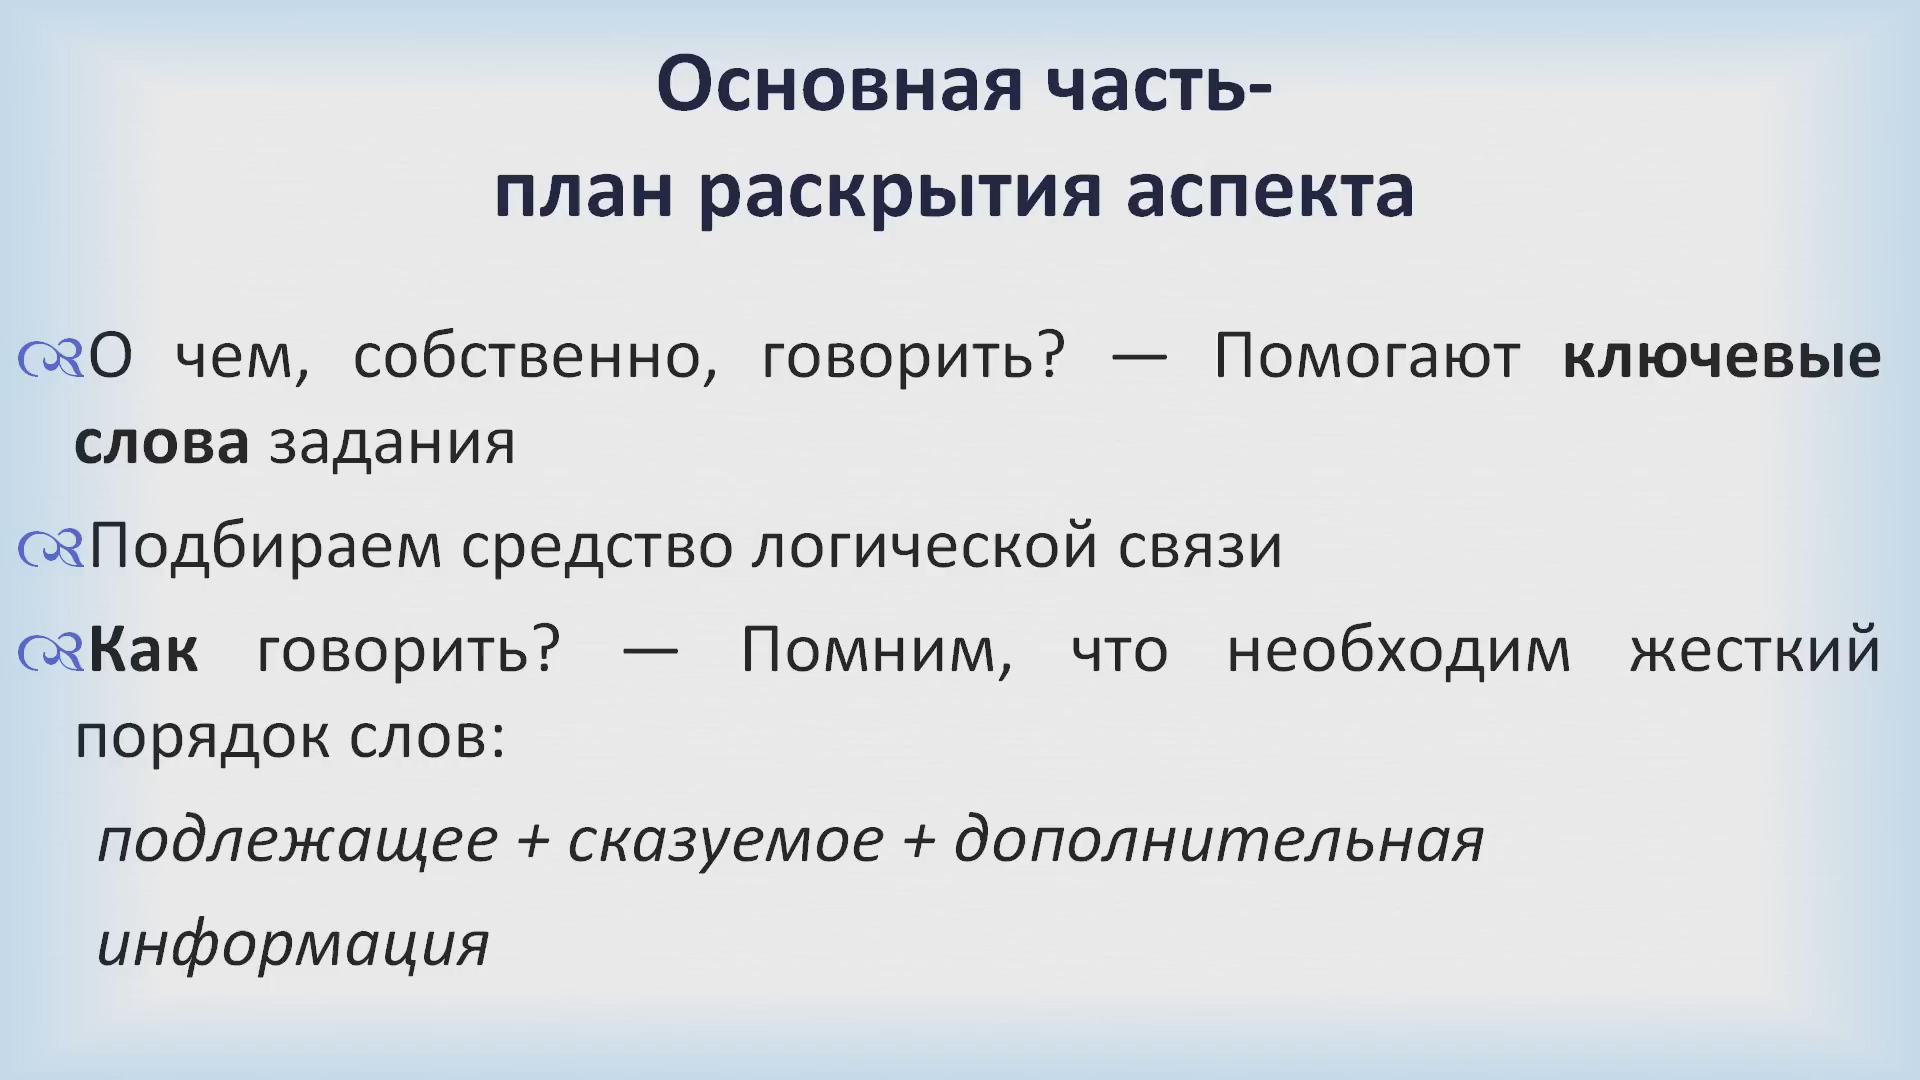 Основная часть-
план раскрытия аспекта
О чем, собственно, говорить? — Помогают ключевые
слова задания
Подбираем средство логической связи
Как говорить? — Помним, что необходим жесткий
порядок слов:
подлежащее + сказуемое + дополнительная
информация